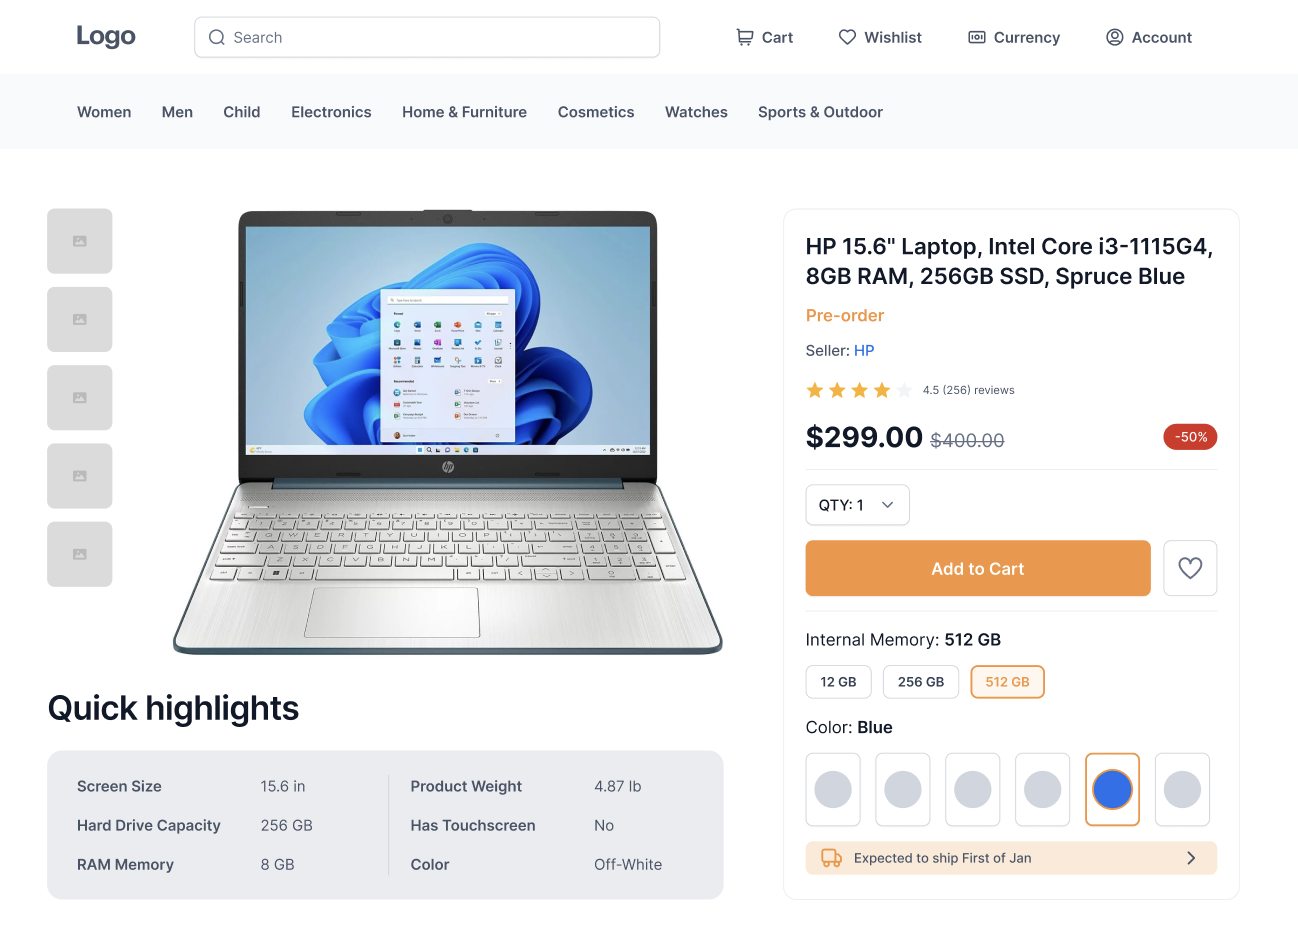 Logo
Search
Cart
Wishlist
Currency
Account
Women
Men
Child
Electronics
Home & Furniture
Cosmetics
Watches
Sports & Outdoor
HP 15.6" Laptop, Intel Core i3-1115G4,
8GB RAM, 256GB SSD, Spruce Blue
Pre-order
Seller: HP
4.5 (256) reviews
$299.00 $400.00
-50%
QTY: 1
Add to Cart
Internal Memory: 512 GB
12 GB
256 GB
512 GB
Color: Blue
Expected to ship First of Jan
hp
Quick highlights
Screen Size 15.6 in
Hard Drive Capacity 256 GB
RAM Memory 8 GB
Product Weight 4.87 lb
Has Touchscreen No
Color Off-White